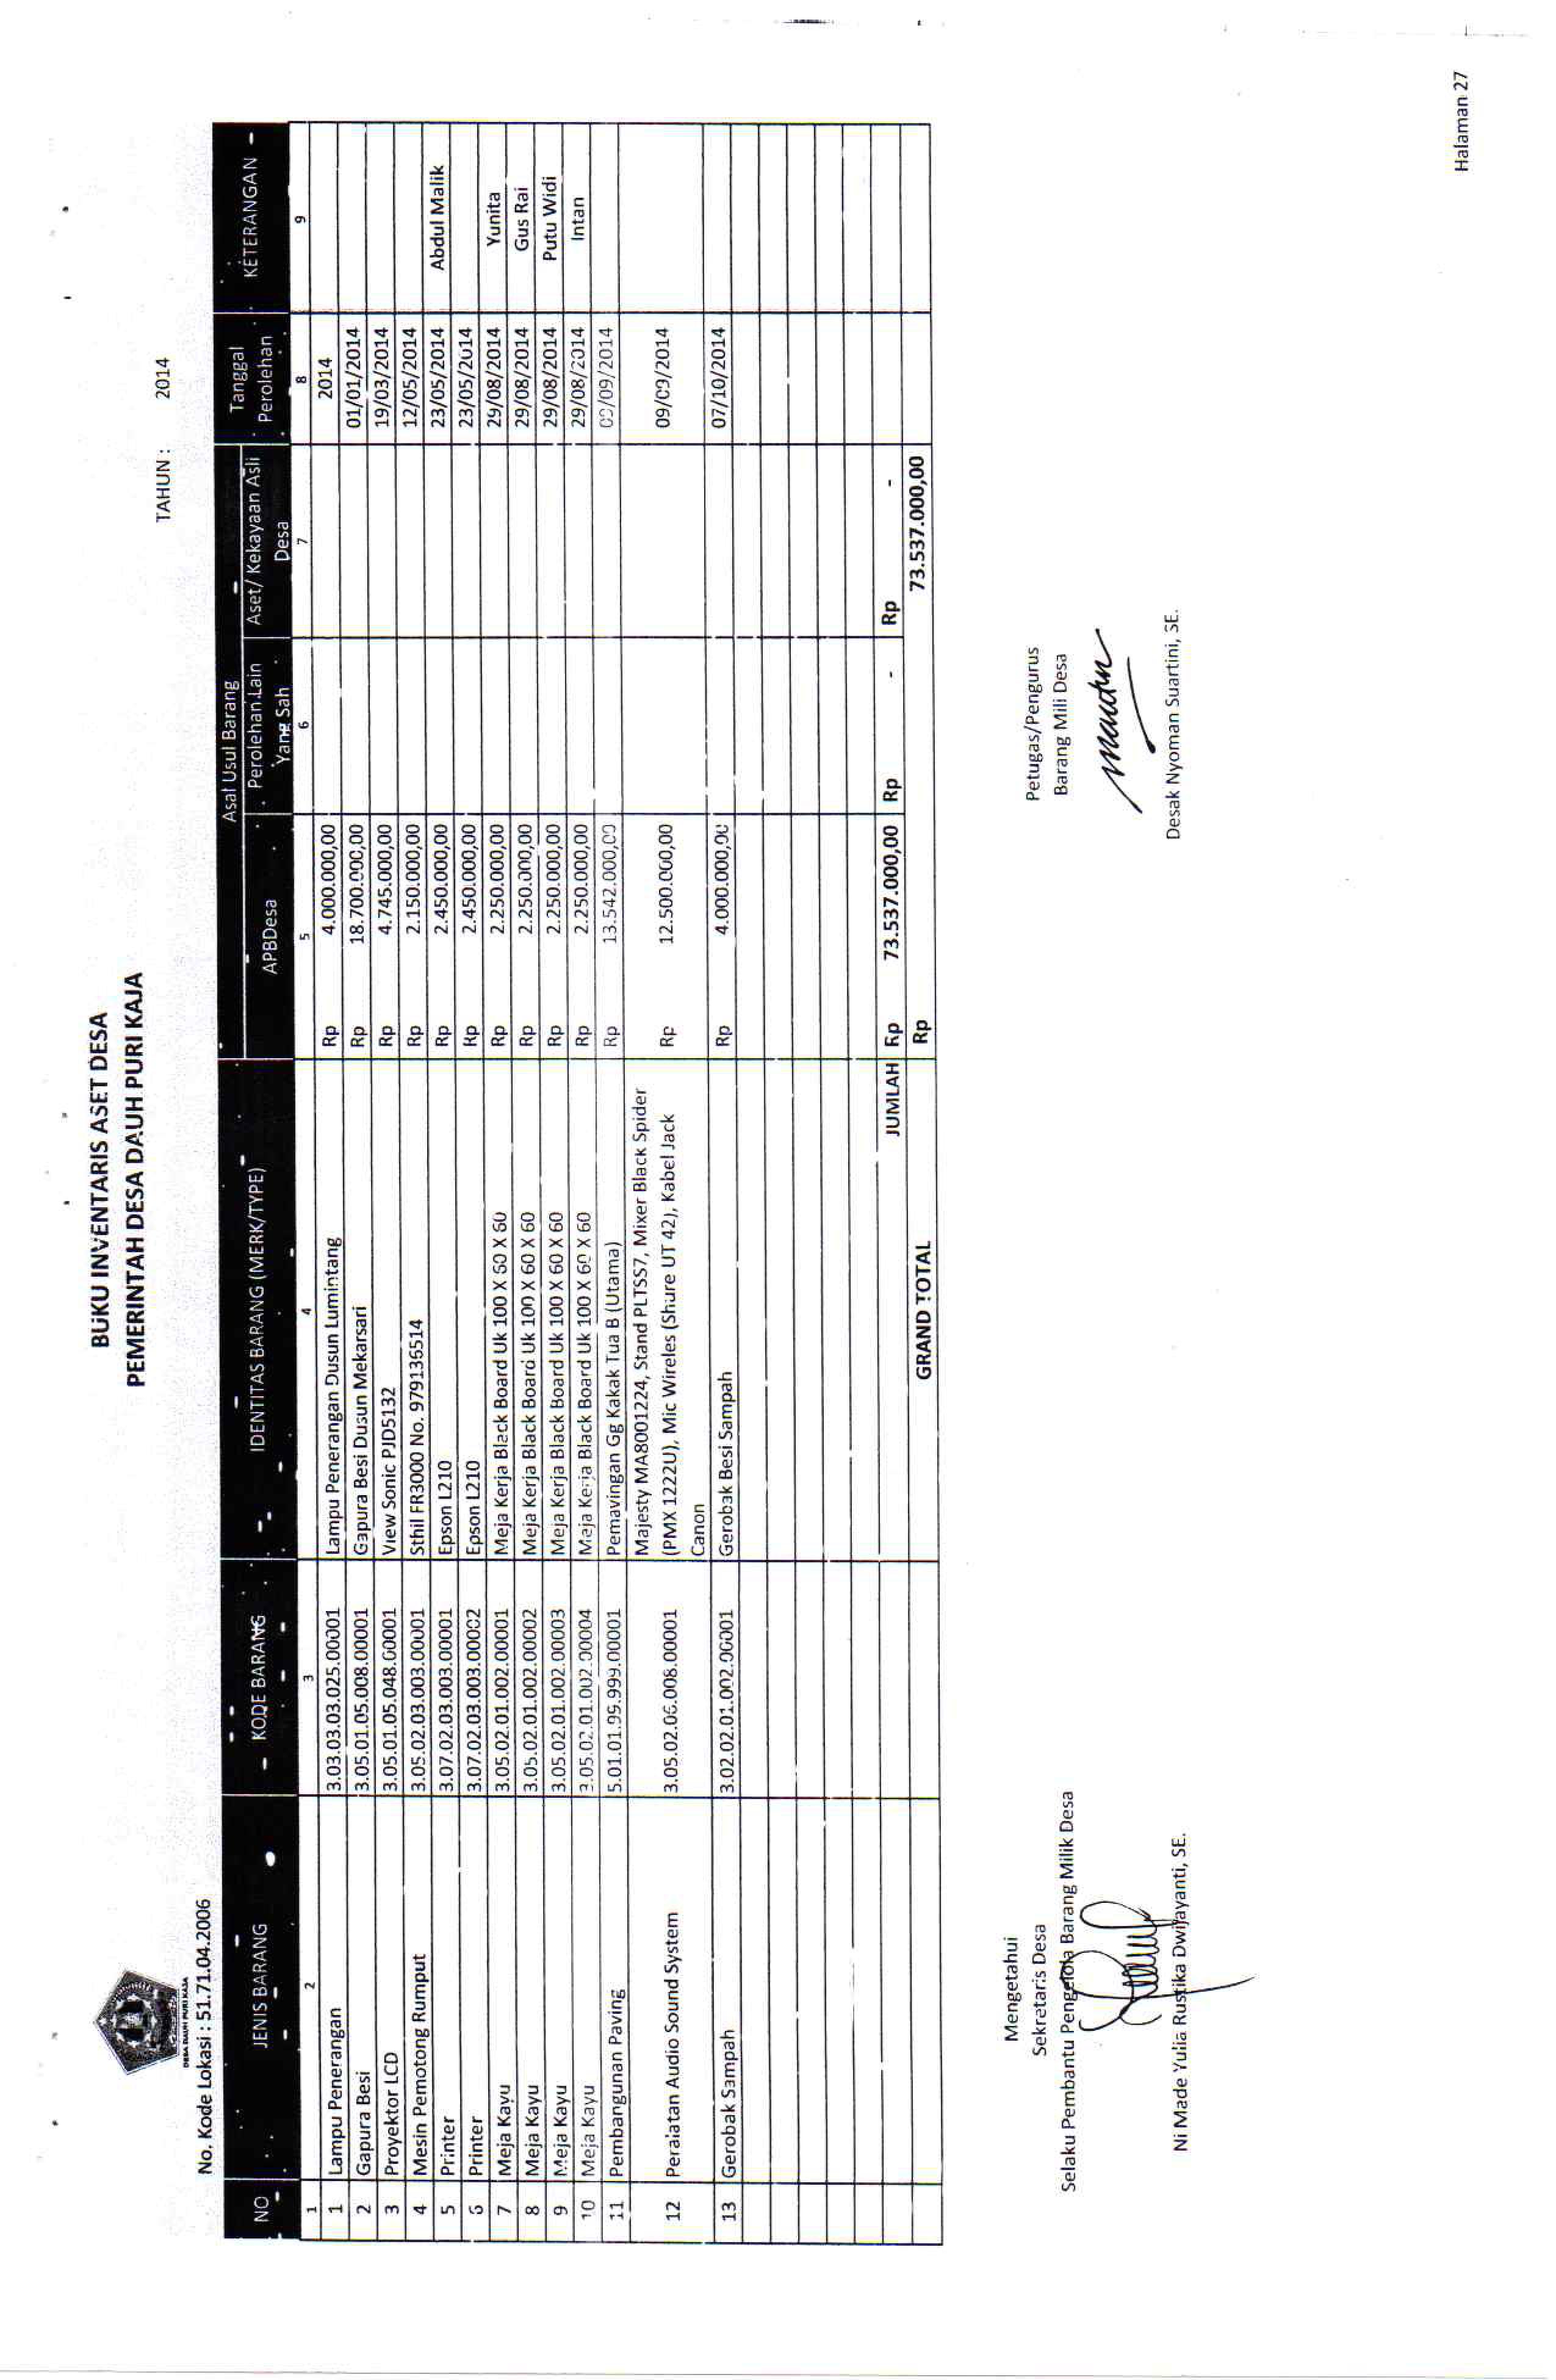 BUKU INVENTARIS ASET DESA
PEMERINTAH DESA DAUH PURI KAJA
DESA DAUH PURI KAJA
No. Kode Lokasi : 51.71.04.2006
TAHUN : 2014
NO JENIS BARANG KODE BARANG IDENTITAS BARANG (MERK/TYPE) Asal Usul Barang Tanggal Perolehan KETERANGAN
APBDesa Perolehan Lain Yang Sah Aset/ Kekayaan Asli Desa
1 2 3 4 5 6 7 8 9
1 Lampu Penerangan 3.03.03.03.025.00001 Lampu Penerangan Dusun Lumintang Rp 4.000.000,00 2014
2 Gapura Besi 3.05.01.05.008.00001 Gapura Besi Dusun Mekarsari Rp 18.700.000,00 01/01/2014
3 Proyektor LCD 3.05.01.05.048.00001 View Sonic PJD5132 Rp 4.745.000,00 19/03/2014
4 Mesin Pemotong Rumput 3.05.02.03.003.00001 Sthil FR3000 No. 979136514 Rp 2.150.000,00 12/05/2014
5 Printer 3.07.02.03.003.00001 Epson L210 Rp 2.450.000,00 23/05/2014 Abdul Malik
6 Printer 3.07.02.03.003.00002 Epson L210 Rp 2.450.000,00 23/05/2014
7 Meja Kayu 3.05.02.01.002.00001 Meja Kerja Black Board Uk 100 X 60 X 60 Rp 2.250.000,00 29/08/2014 Yunita
8 Meja Kayu 3.05.02.01.002.00002 Meja Kerja Black Board Uk 100 X 60 X 60 Rp 2.250.000,00 29/08/2014 Gus Rai
9 Meja Kayu 3.05.02.01.002.00003 Meja Kerja Black Board Uk 100 X 60 X 60 Rp 2.250.000,00 29/08/2014 Putu Widi
10 Meja Kayu 3.05.02.01.002.00004 Meja Kerja Black Board Uk 100 X 60 X 60 Rp 2.250.000,00 29/08/2014 Intan
11 Pembangunan Paving 5.01.01.99.999.00001 Pemavingan Gg Kakak Tua B (Utama) Rp 13.542.000,00 09/09/2014
12 Peralatan Audio Sound System 3.05.02.06.008.00001 Majesty MA8001224, Stand PLTSS7, Mixer Black Spider
(PMX 1222U), Mic Wireles (Shure UT 42), Kabel Jack
Canon Rp 12.500.000,00 09/09/2014
13 Gerobak Sampah 3.02.02.01.002.00001 Gerobak Besi Sampah Rp 4.000.000,00 07/10/2014
JUMLAH Rp 73.537.000,00 Rp - Rp -
GRAND TOTAL Rp 73.537.000,00
Mengetahui
Sekretaris Desa
Selaku Pembantu Pengelola Barang Milik Desa
Ni Made Yulia Rustika Dwijayanti, SE.
Petugas/Pengurus
Barang Mili Desa
Desak Nyoman Suartini, SE.
Halaman 27